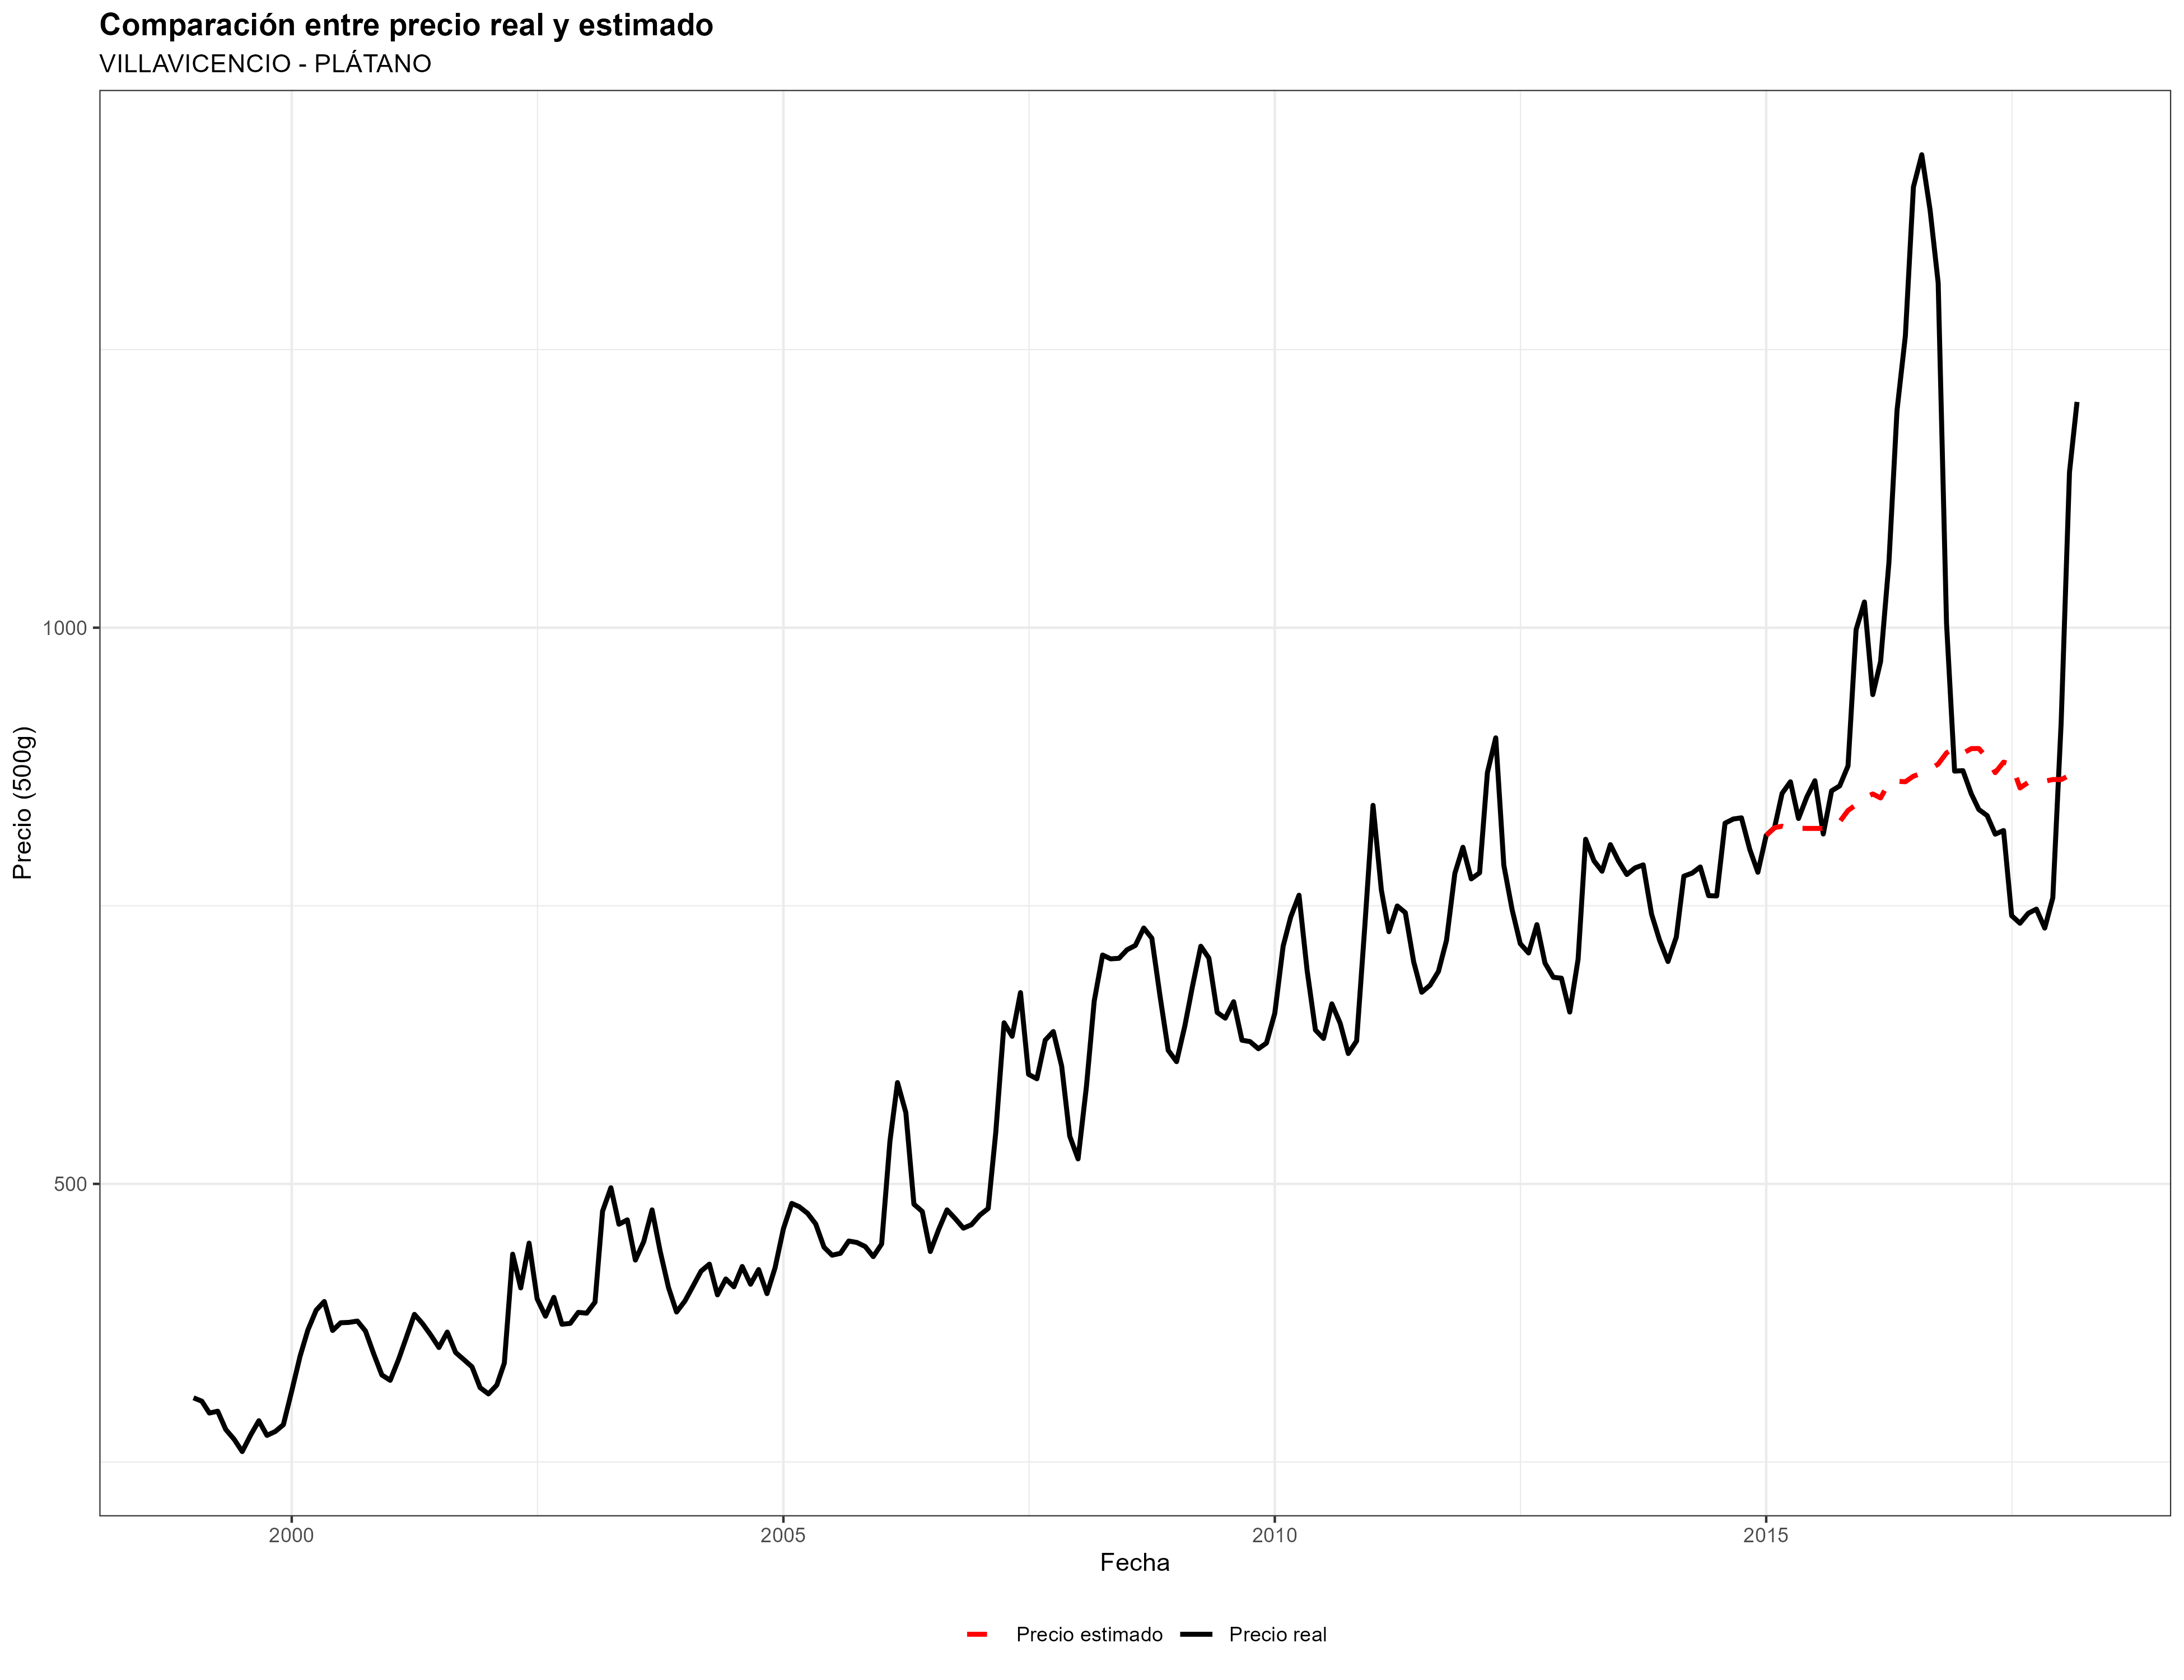 Comparación entre precio real y estimado
VILLAVICENCIO - PLÁTANO
Precio (500g)
1000
500
2000 2005 2010 2015
Fecha
Precio estimado Precio real